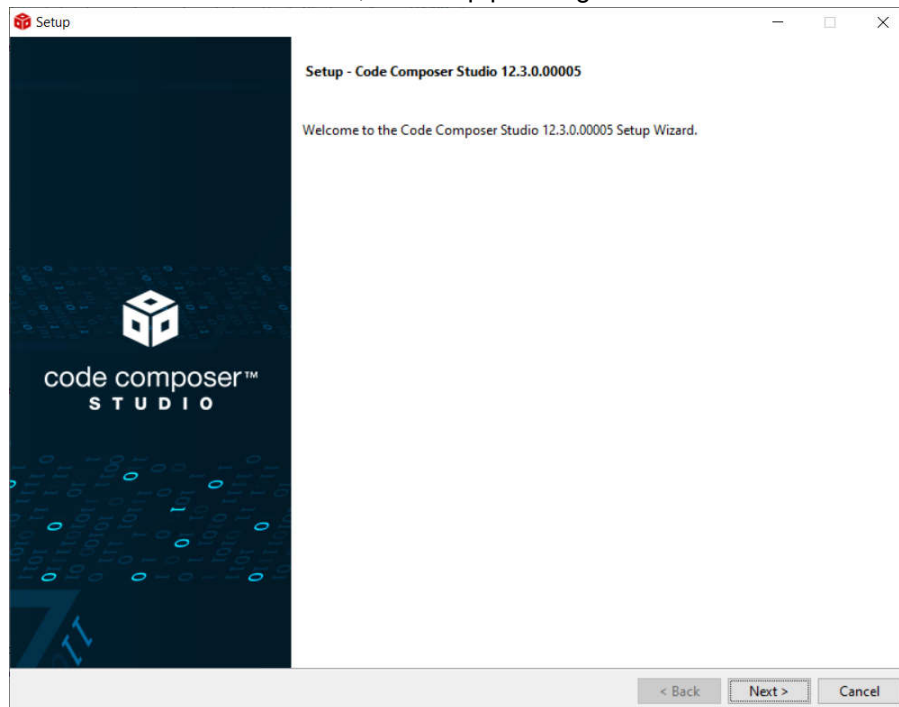 Setup
Setup - Code Composer Studio 12.3.0.00005
Welcome to the Code Composer Studio 12.3.0.00005 Setup Wizard.
code composer™
STUDIO
< Back
Next >
Cancel